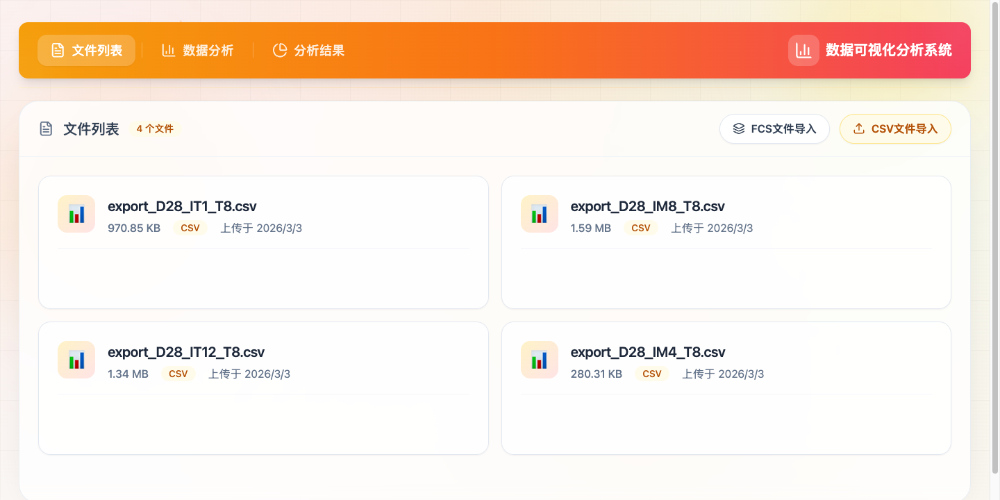 文件列表 数据分析 分析结果 数据可视化分析系统
文件列表 4 个文件 FCS文件导入 CSV文件导入
export_D28_IT1_T8.csv
970.85 KB CSV 上传于 2026/3/3
export_D28_IM8_T8.csv
1.59 MB CSV 上传于 2026/3/3
export_D28_IT12_T8.csv
1.34 MB CSV 上传于 2026/3/3
export_D28_IM4_T8.csv
280.31 KB CSV 上传于 2026/3/3